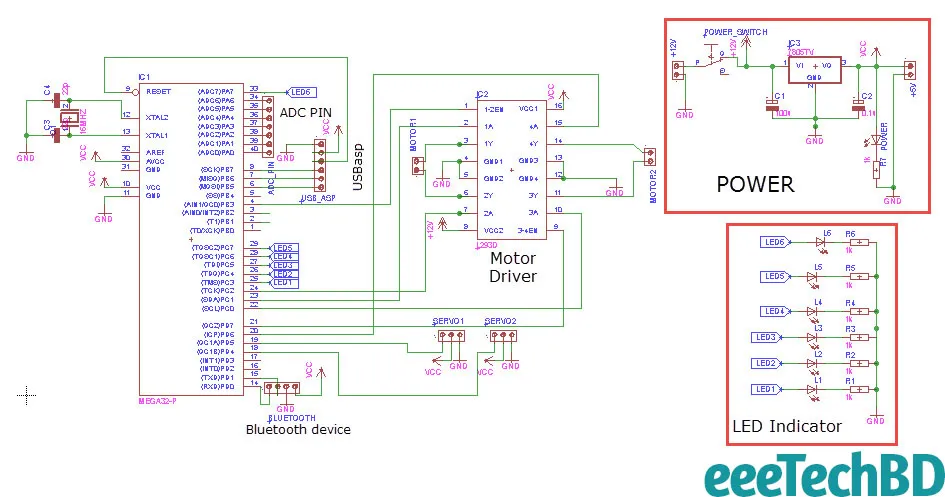 IC1
C4
22p
C3
16MHZ
GND
VCC
GND
VCC
GND
9 RESET
12 XTAL2
13 XTAL1
32 AREF
30 AVCC
31 GND
10 VCC
11 GND
MEGA32-P
(ADC7)PA7 33
(ADC6)PA6 34
(ADC5)PA5 35
(ADC4)PA4 36
(ADC3)PA3 37
(ADC2)PA2 38
(ADC1)PA1 39
(ADC0)PA0 40
(SCK)PB7 8
(MISO)PB6 7
(MOSI)PB5 6
(SS)PB4 5
(AIN1/OC0)PB3 4
(AIN0/INT2)PB2 3
(T1)PB1 2
(T0/XCK)PB0 1
(TOSC2)PC7 29
(TOSC1)PC6 28
(TDI)PC5 27
(TDO)PC4 26
(TMS)PC3 25
(TCK)PC2 24
(SDA)PC1 23
(SCL)PC0 22
(OC2)PD7 21
(ICP)PD6 20
(OC1A)PD5 19
(OC1B)PD4 18
(INT1)PD3 17
(INT0)PD2 16
(TXD)PD1 15
(RXD)PD0 14
LED6
ADC PIN
ADC_PIN
GND
VCC
USBasp
USB_ASP
LED5
LED4
LED3
LED2
LED1
VCC
GND
BLUETOOTH
Bluetooth device
SERVO1
VCC
GND
SERVO2
VCC
GND
MOTOR1
GND
+12V
IC2
1 1-2EN VCC1 16
2 1A 4A 15
3 1Y 4Y 14
4 GND1 GND3 13
5 GND2 GND4 12
6 2Y 3Y 11
7 2A 3A 10
8 VCC2 3-4EN 9
L293D
Motor
Driver
VCC
GND
MOTOR2
POWER_SWITCH
+12V
GND
P
O
+12V
IC3
7805TV
1 VI VO 3
GND
2
C1
100n
GND
VCC
C2
0.1u
POWER
1k
R7
GND
+5V
POWER
LED6 L6 R6
1k
LED5 L5 R5
1k
LED4 L4 R4
1k
LED3 L3 R3
1k
LED2 L2 R2
1k
LED1 L1 R1
1k
GND
LED Indicator
eeeTechBD